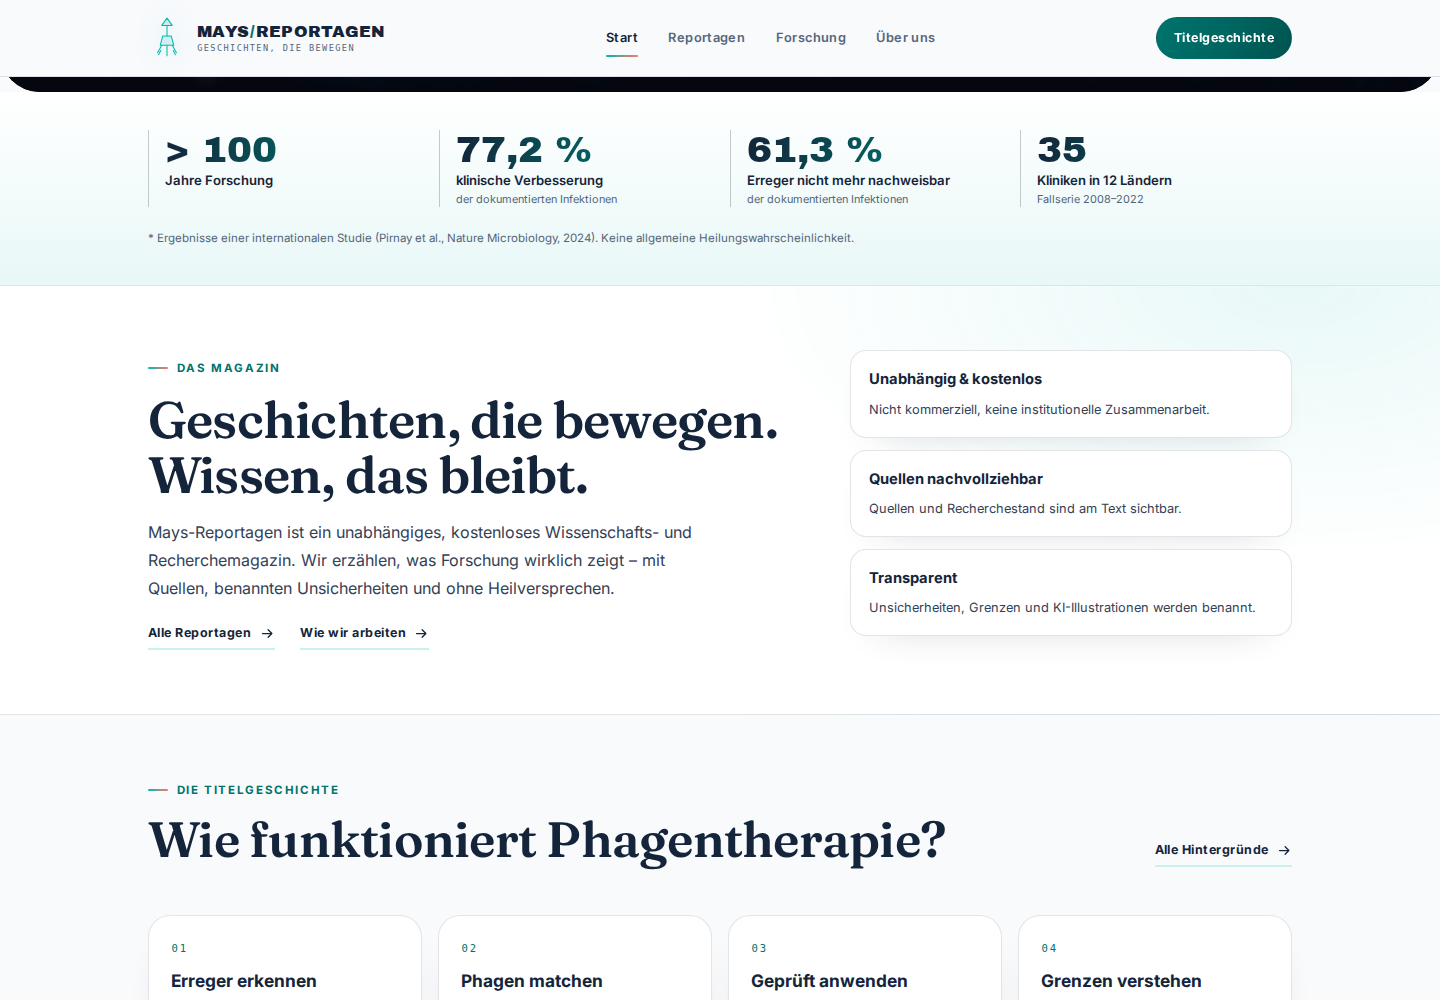 MAYS/REPORTAGEN
GESCHICHTEN, DIE BEWEGEN
Start
Reportagen
Forschung
Über uns
Titelgeschichte
> 100
Jahre Forschung
77,2 %
klinische Verbesserung
der dokumentierten Infektionen
61,3 %
Erreger nicht mehr nachweisbar
der dokumentierten Infektionen
35
Kliniken in 12 Ländern
Fallserie 2008–2022
* Ergebnisse einer internationalen Studie (Pirnay et al., Nature Microbiology, 2024). Keine allgemeine Heilungswahrscheinlichkeit.
DAS MAGAZIN
Geschichten, die bewegen.
Wissen, das bleibt.
Mays-Reportagen ist ein unabhängiges, kostenloses Wissenschafts- und
Recherchemagazin. Wir erzählen, was Forschung wirklich zeigt – mit
Quellen, benannten Unsicherheiten und ohne Heilversprechen.
Alle Reportagen →
Wie wir arbeiten →
Unabhängig & kostenlos
Nicht kommerziell, keine institutionelle Zusammenarbeit.
Quellen nachvollziehbar
Quellen und Recherchestand sind am Text sichtbar.
Transparent
Unsicherheiten, Grenzen und KI-Illustrationen werden benannt.
DIE TITELGESCHICHTE
Wie funktioniert Phagentherapie?
Alle Hintergründe →
01
Erreger erkennen
02
Phagen matchen
03
Geprüft anwenden
04
Grenzen verstehen